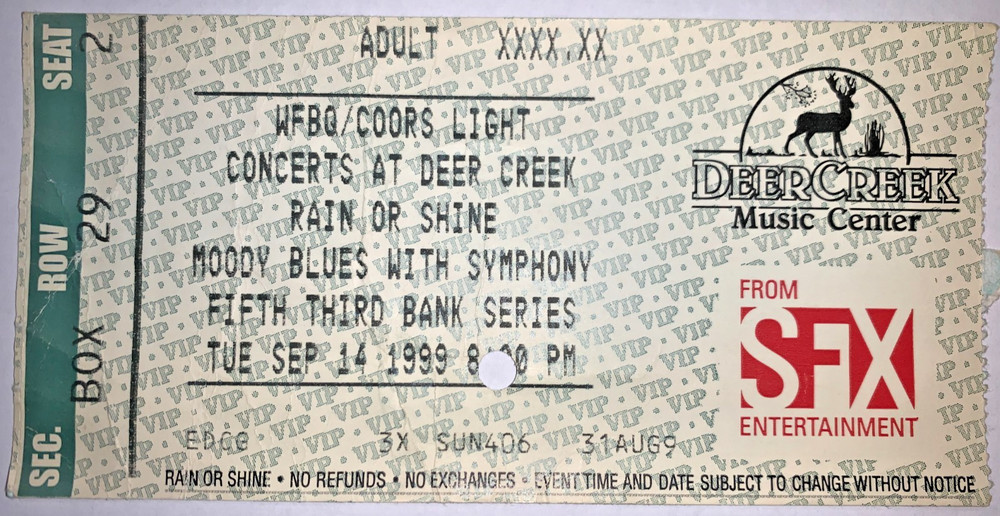 SEC. ROW SEAT
BOX 29 2
ADULT XXXX.XX
WFBQ/COORS LIGHT
CONCERTS AT DEER CREEK
RAIN OR SHINE
MOODY BLUES WITH SYMPHONY
FIFTH THIRD BANK SERIES
TUE SEP 14 1999 8 0 PM
3X SUN406 31AUG9
DEER CREEK
Music Center
FROM
SFX
ENTERTAINMENT
RAIN OR SHINE • NO REFUNDS • NO EXCHANGES • EVENT TIME AND DATE SUBJECT TO CHANGE WITHOUT NOTICE